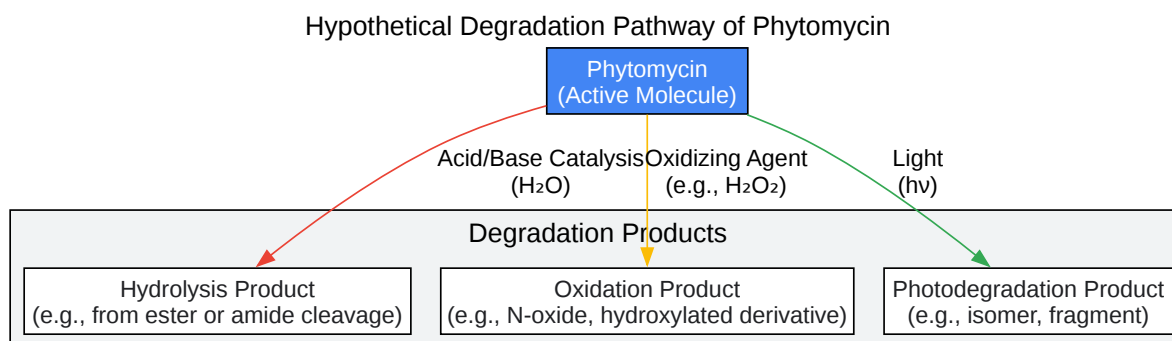 Hypothetical Degradation Pathway of Phytomycin
Phytomycin
(Active Molecule)
Acid/Base Catalysis
(H₂O)
Oxidizing Agent
(e.g., H₂O₂)
Light
(hν)
Degradation Products
Hydrolysis Product
(e.g., from ester or amide cleavage)
Oxidation Product
(e.g., N-oxide, hydroxylated derivative)
Photodegradation Product
(e.g., isomer, fragment)